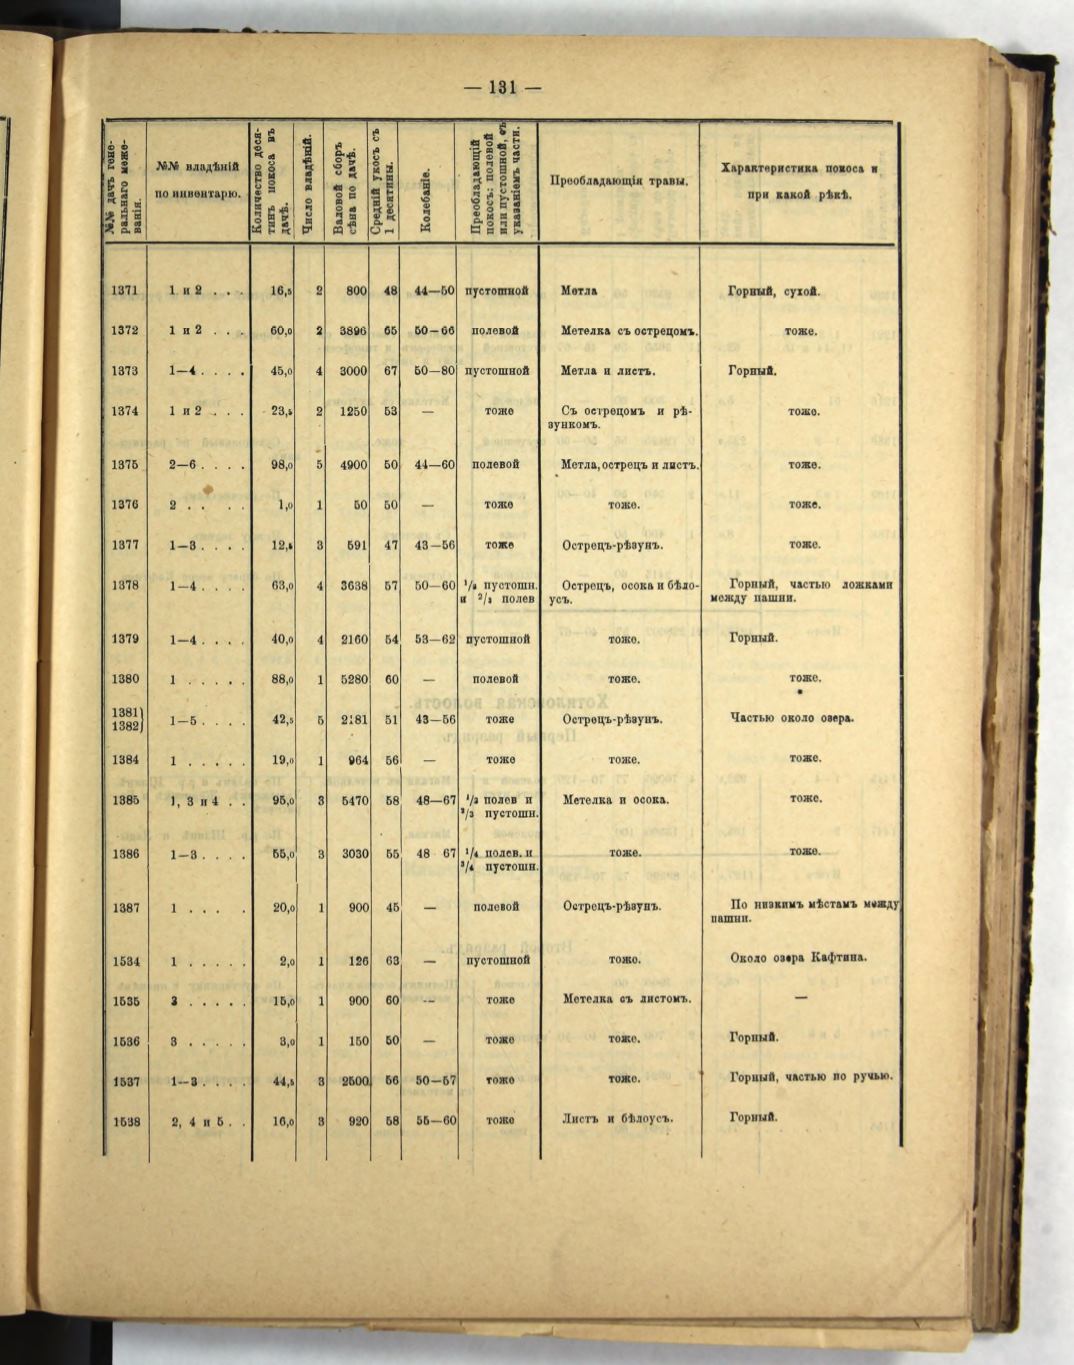 — 131 —
№№ дачъ гене-
ральнаго меже-
ванія.
№№ владѣній
по инвентарю.
Количество деся-
тинъ покоса въ
дачѣ.
Число владѣній.
Валовой сборъ
сѣна по дачѣ.
Средній укосъ съ
1 десятины.
Колебаніе.
Преобладающій
покосъ: полевой
или пустошной, съ
указаніемъ части.
Преобладающія травы.
Характеристика покоса и
при какой рѣкѣ.
1371 1 и 2 . . . 16,5 2 800 48 44—50 пустошной Метла Горный, сухой.
1372 1 и 2 . . . 60,0 2 3896 65 50—66 полевой Метелка съ острецомъ. тоже.
1373 1—4 . . . . 45,0 4 3000 67 50—80 пустошной Метла и листъ. Горный.
1374 1 и 2 . . . 23,5 2 1250 53 — тоже Съ острецомъ и рѣ- тоже.
зункомъ.
1375 2—6 . . . . 98,0 5 4900 50 44—60 полевой Метла, острецъ и листъ. тоже.
1376 2 . . . . 1,0 1 50 50 — тоже тоже. тоже.
1377 1—3 . . . . 12,5 3 591 47 43—56 тоже Острецъ-рѣзунъ. тоже.
1378 1—4 . . . . 63,0 4 3638 57 50—60 1/3 пустошн. Острецъ, осока и бѣло- Горный, частью ложками
и 2/3 полев усъ. между пашни.
1379 1—4 . . . . 40,0 4 2160 54 53—62 пустошной тоже. Горный.
1380 1 . . . . . 88,0 1 5280 60 — полевой тоже. тоже.
1381}
1382} 1—5 . . . . 42,5 5 2181 51 43—56 тоже Острецъ-рѣзунъ. Частью около озера.
1384 1 . . . . . 19,0 1 964 56 — тоже тоже. тоже.
1385 1, 3 и 4 . . 95,0 3 5470 58 48—67 1/3 полев и Метелка и осока. тоже.
2/3 пустошн.
1386 1—3 . . . . 55,0 3 3030 55 48 67 1/4 полев. и тоже. тоже.
3/4 пустошн.
1387 1 . . . . 20,0 1 900 45 — полевой Острецъ-рѣзунъ. По низкимъ мѣстамъ между
пашни.
1534 1 . . . . . 2,0 1 126 63 — пустошной тоже. Около озера Кафтина.
1535 3 . . . . . 15,0 1 900 60 — тоже Метелка съ листомъ. —
1536 3 . . . . . 3,0 1 150 50 — тоже тоже. Горный.
1537 1—3 . . . . 44,5 3 2500 56 50—57 тоже тоже. Горный, частью по ручью.
1538 2, 4 и 5 . . 16,0 3 920 58 55—60 тоже Листъ и бѣлоусъ. Горный.